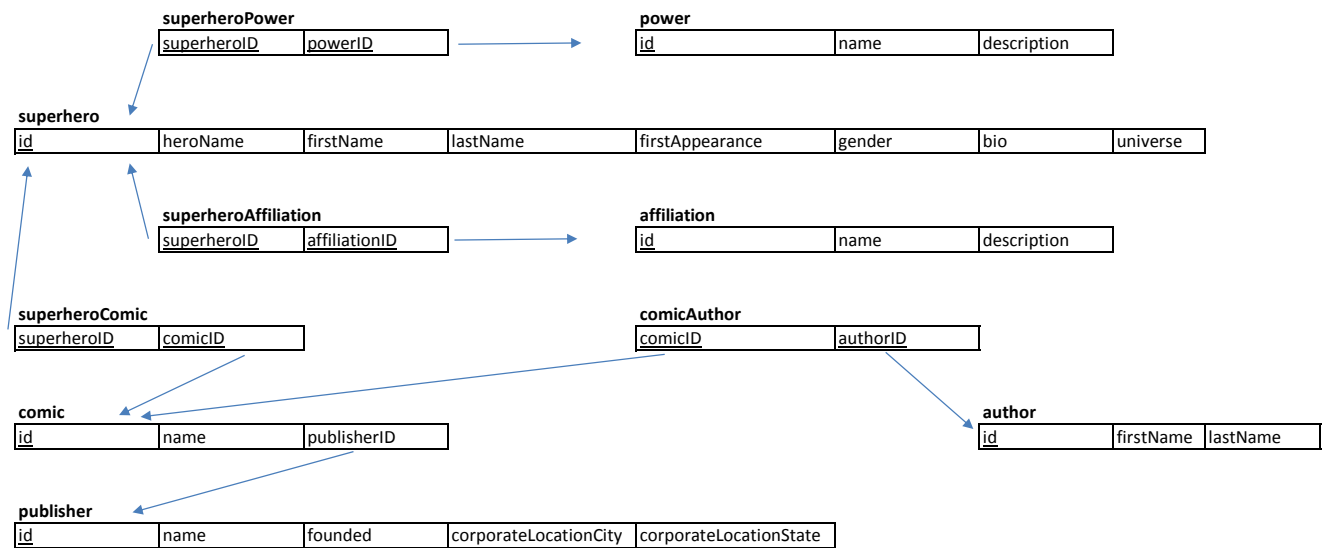 superheroPower power
superheroID powerID id name description
superhero
id heroName firstName lastName firstAppearance gender bio universe
superheroAffiliation affiliation
superheroID affiliationID id name description
superheroComic comicAuthor
superheroID comicID comicID authorID
comic author
id name publisherID id firstName lastName
publisher
id name founded corporateLocationCity corporateLocationState